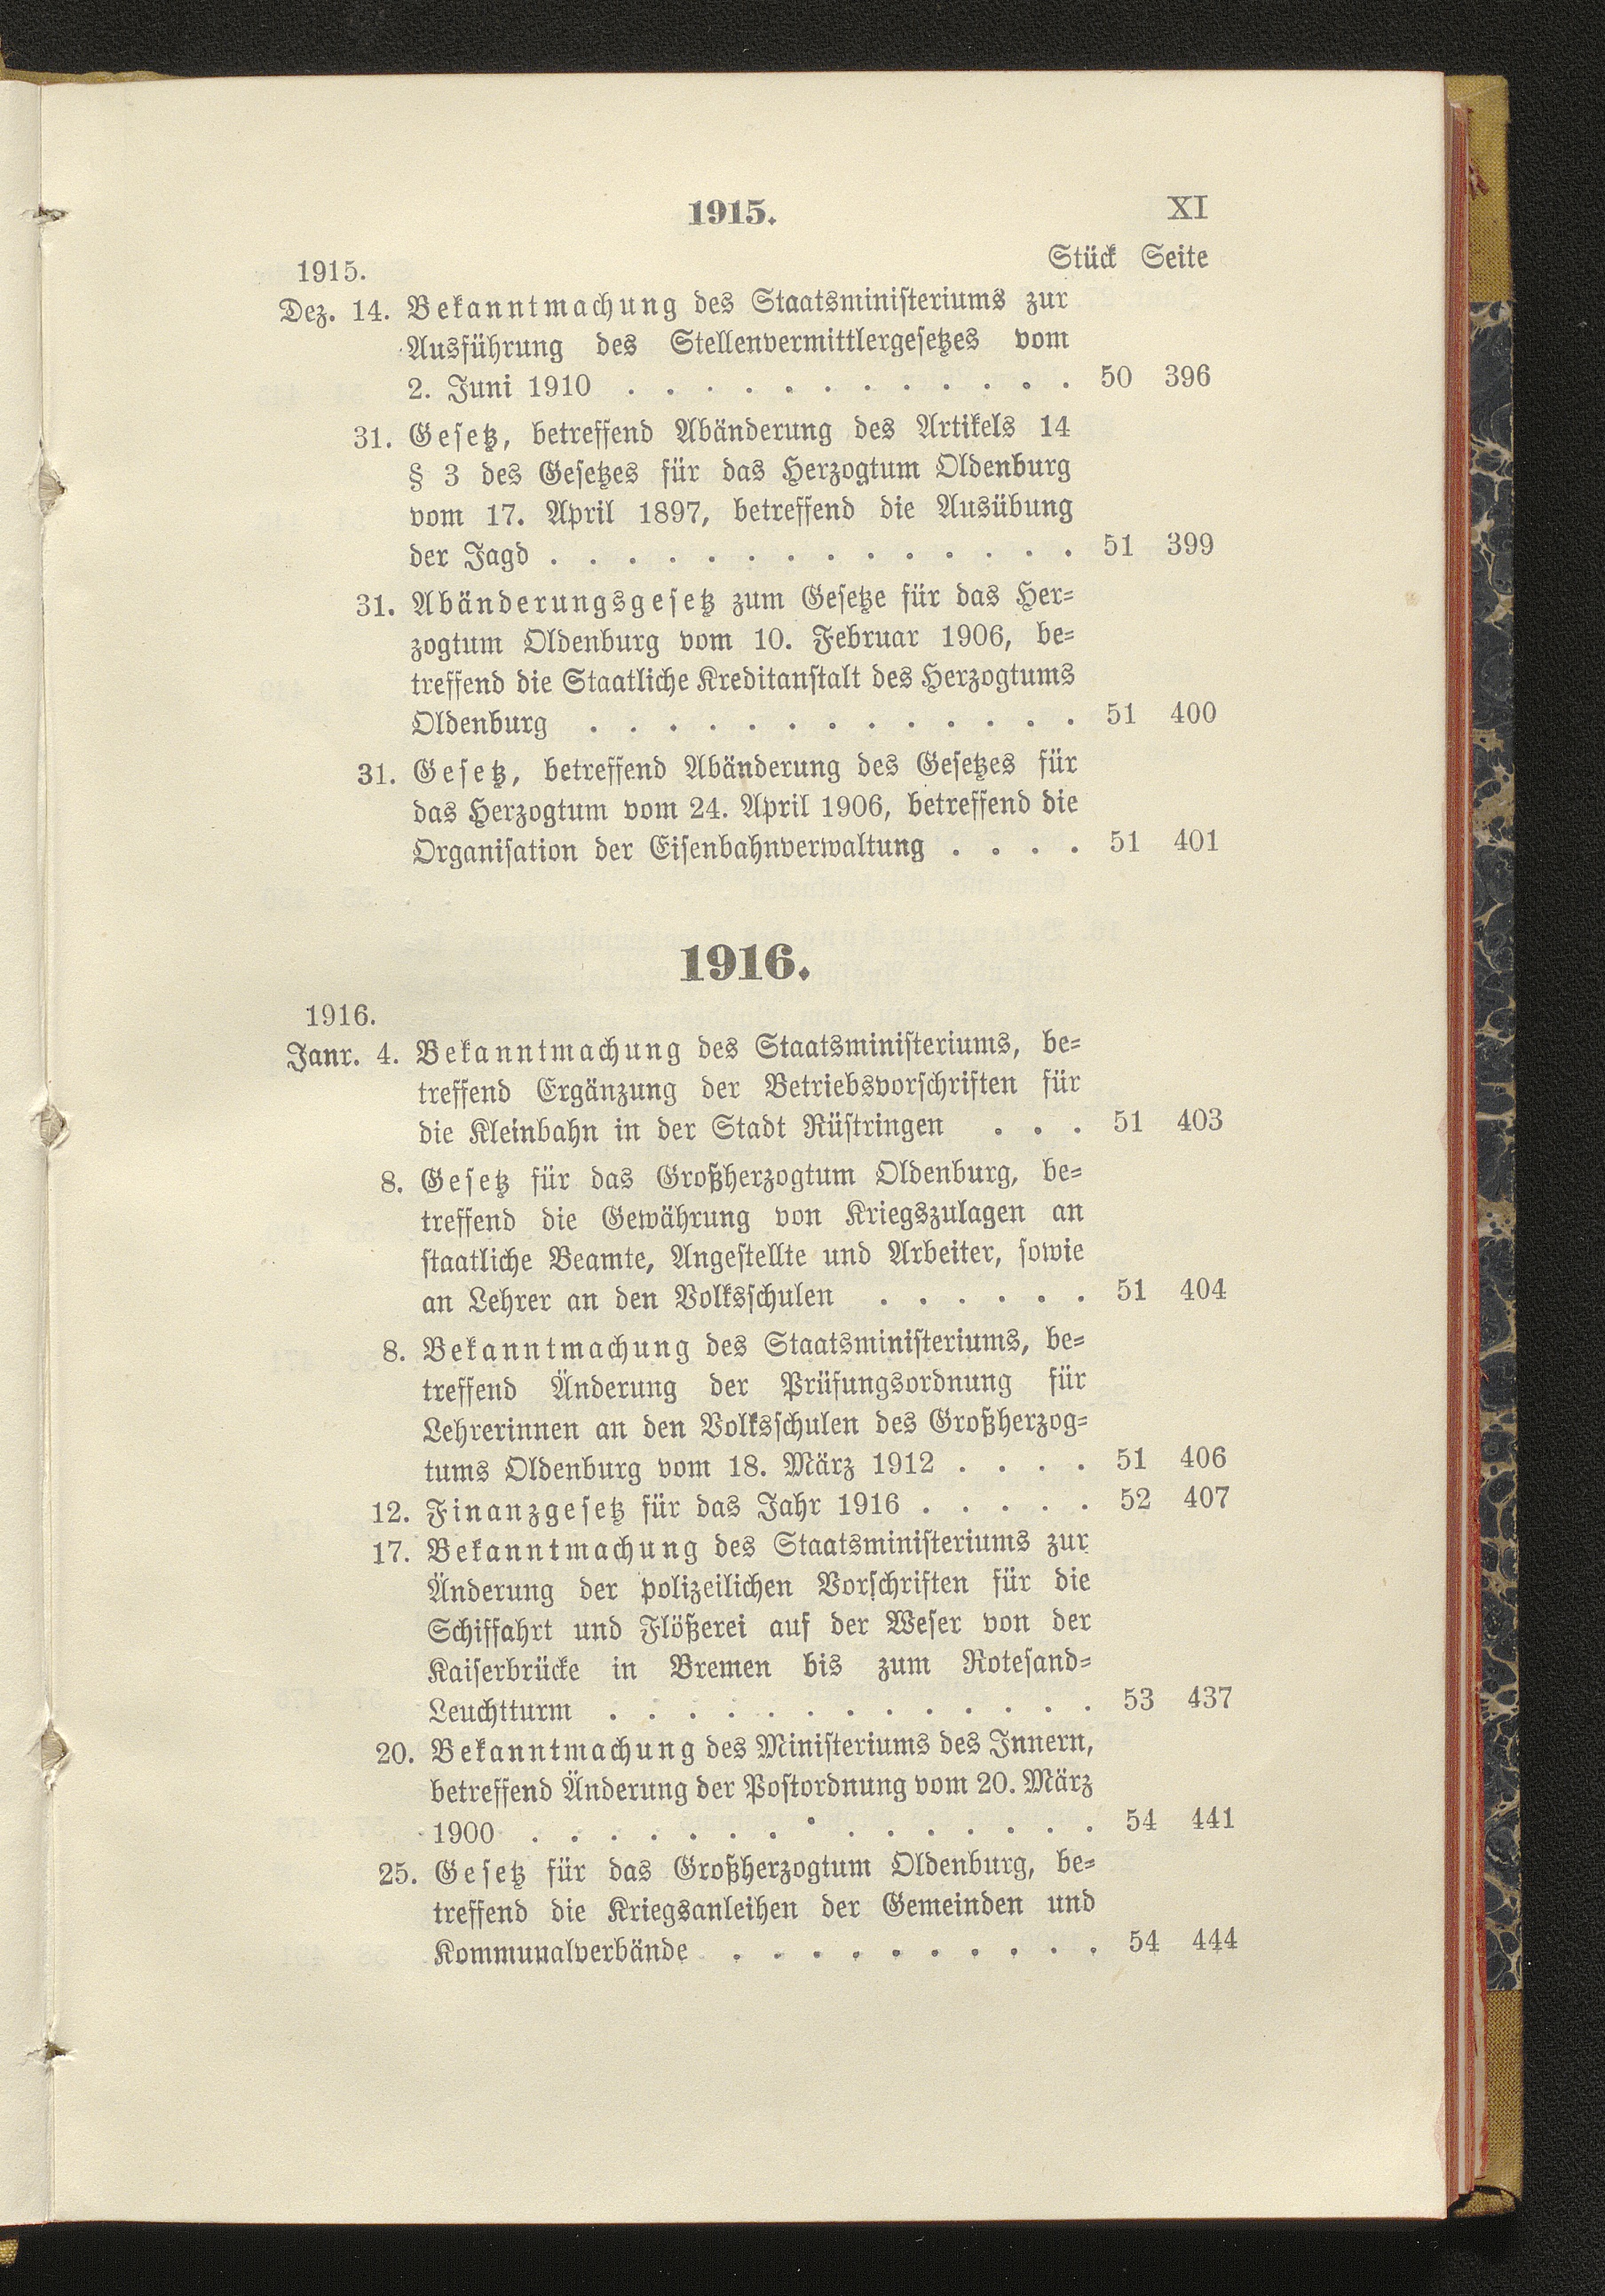 1915. XI
1915. Stück Seite
Dez. 14. Bekanntmachung des Staatsministeriums zur
Ausführung des Stellenvermittlergesetzes vom
2. Juni 1910 . . . . . . . . . . . . 50 396
31. Gesetz, betreffend Abänderung des Artikels 14
§ 3 des Gesetzes für das Herzogtum Oldenburg
vom 17. April 1897, betreffend die Ausübung
der Jagd . . . . . . . . . . . . . . 51 399
31. Abänderungsgesetz zum Gesetze für das Her-
zogtum Oldenburg vom 10. Februar 1906, be-
treffend die Staatliche Kreditanstalt des Herzogtums
Oldenburg . . . . . . . . . . . . . 51 400
31. Gesetz, betreffend Abänderung des Gesetzes für
das Herzogtum vom 24. April 1906, betreffend die
Organisation der Eisenbahnverwaltung . . . . 51 401
1916.
1916.
Janr. 4. Bekanntmachung des Staatsministeriums, be-
treffend Ergänzung der Betriebsvorschriften für
die Kleinbahn in der Stadt Rüstringen . . . 51 403
8. Gesetz für das Großherzogtum Oldenburg, be-
treffend die Gewährung von Kriegszulagen an
staatliche Beamte, Angestellte und Arbeiter, sowie
an Lehrer an den Volksschulen . . . . . . 51 404
8. Bekanntmachung des Staatsministeriums, be-
treffend Änderung der Prüfungsordnung für
Lehrerinnen an den Volksschulen des Großherzog-
tums Oldenburg vom 18. März 1912 . . . . 51 406
12. Finanzgesetz für das Jahr 1916 . . . . . 52 407
17. Bekanntmachung des Staatsministeriums zur
Änderung der polizeilichen Vorschriften für die
Schiffahrt und Flößerei auf der Weser von der
Kaiserbrücke in Bremen bis zum Rotesand-
Leuchtturm . . . . . . . . . . . . . 53 437
20. Bekanntmachung des Ministeriums des Innern,
betreffend Änderung der Postordnung vom 20. März
1900 . . . . . . . . . . . . . . . 54 441
25. Gesetz für das Großherzogtum Oldenburg, be-
treffend die Kriegsanleihen der Gemeinden und
Kommunalverbände . . . . . . . . . . 54 444